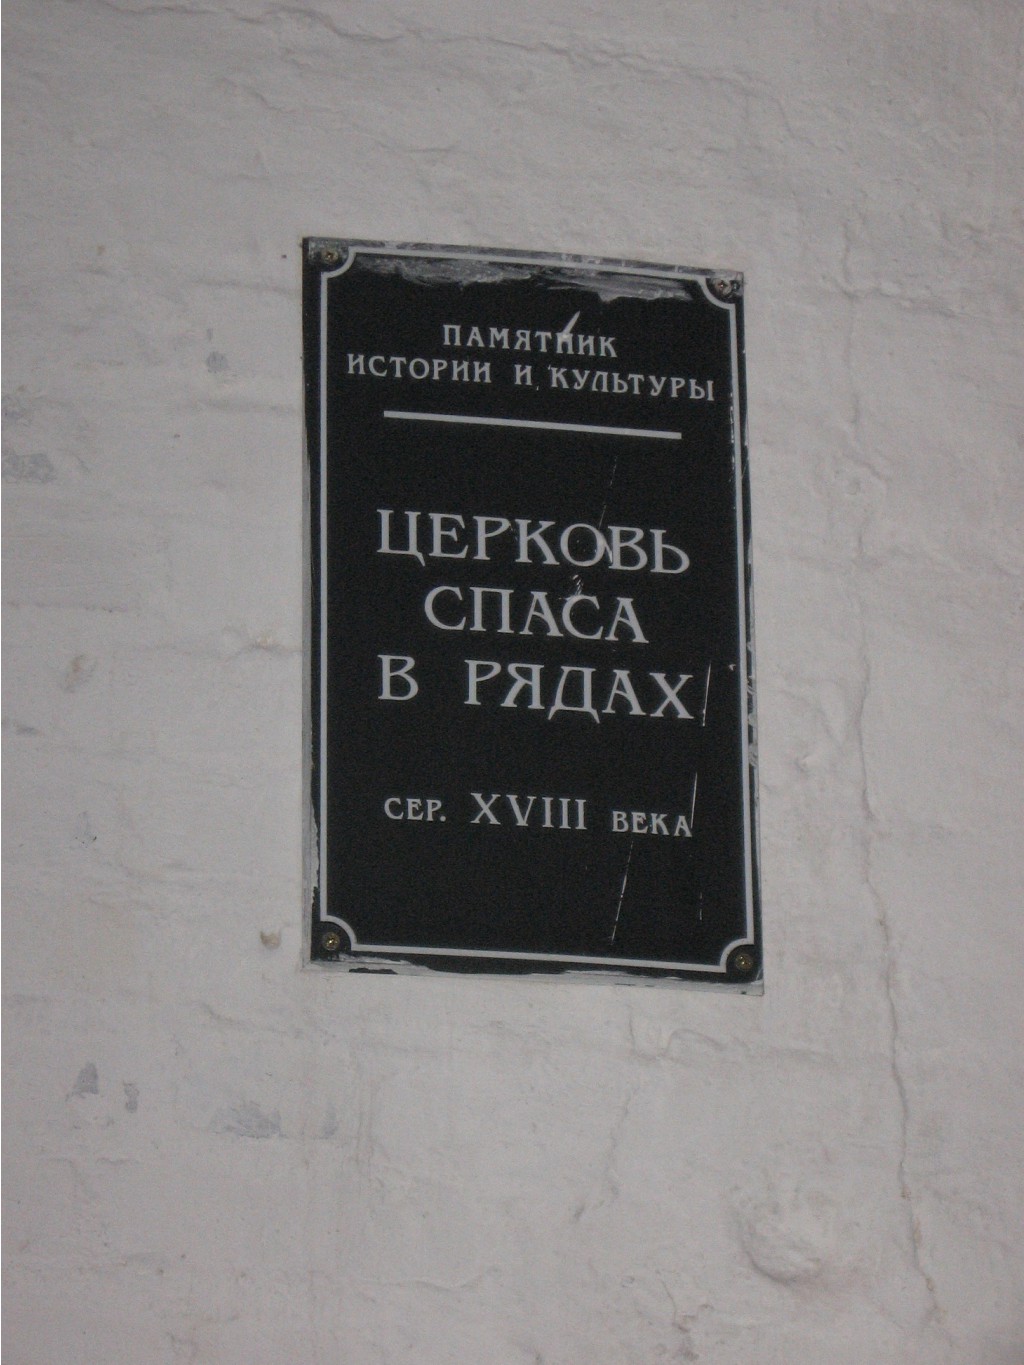 ПАМЯТНИК
ИСТОРИИ И КУЛЬТУРЫ
ЦЕРКОВЬ
СПАСА
В РЯДАХ
СЕР. XVIII ВЕКА